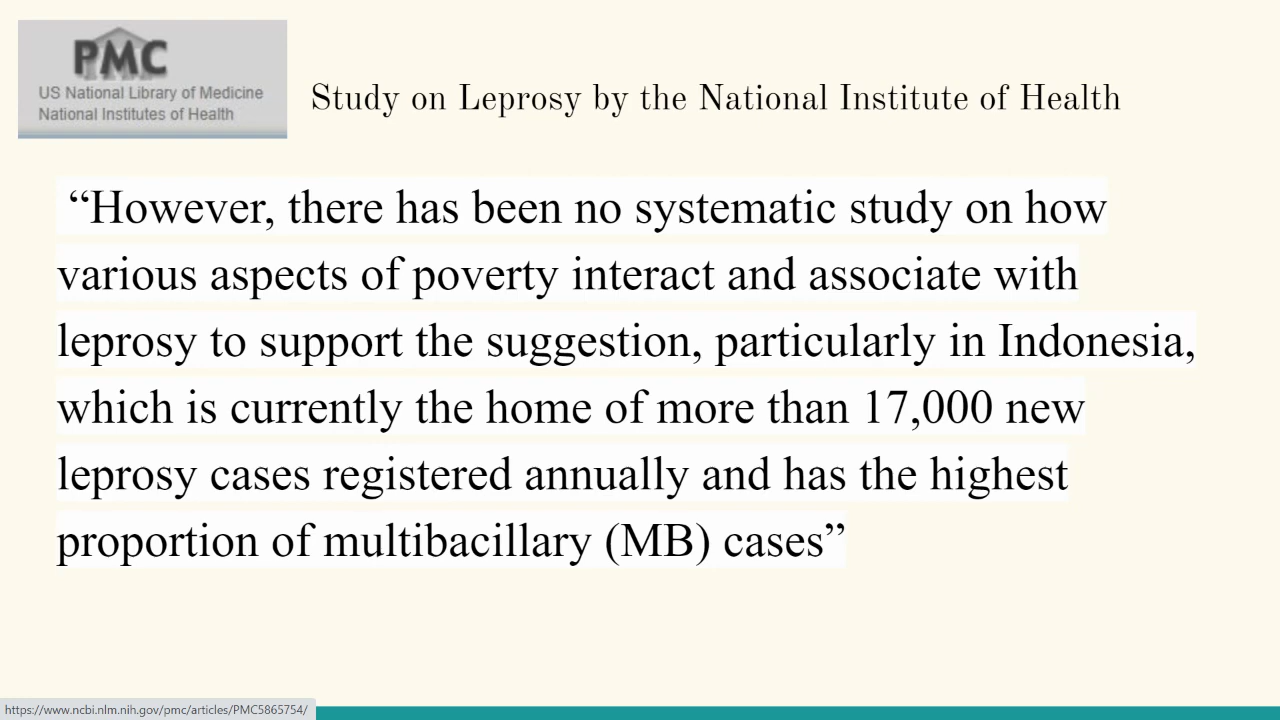 PMC
US National Library of Medicine
National Institutes of Health
Study on Leprosy by the National Institute of Health
“However, there has been no systematic study on how
various aspects of poverty interact and associate with
leprosy to support the suggestion, particularly in Indonesia,
which is currently the home of more than 17,000 new
leprosy cases registered annually and has the highest
proportion of multibacillary (MB) cases”
https://www.ncbi.nlm.nih.gov/pmc/articles/PMC5865754/